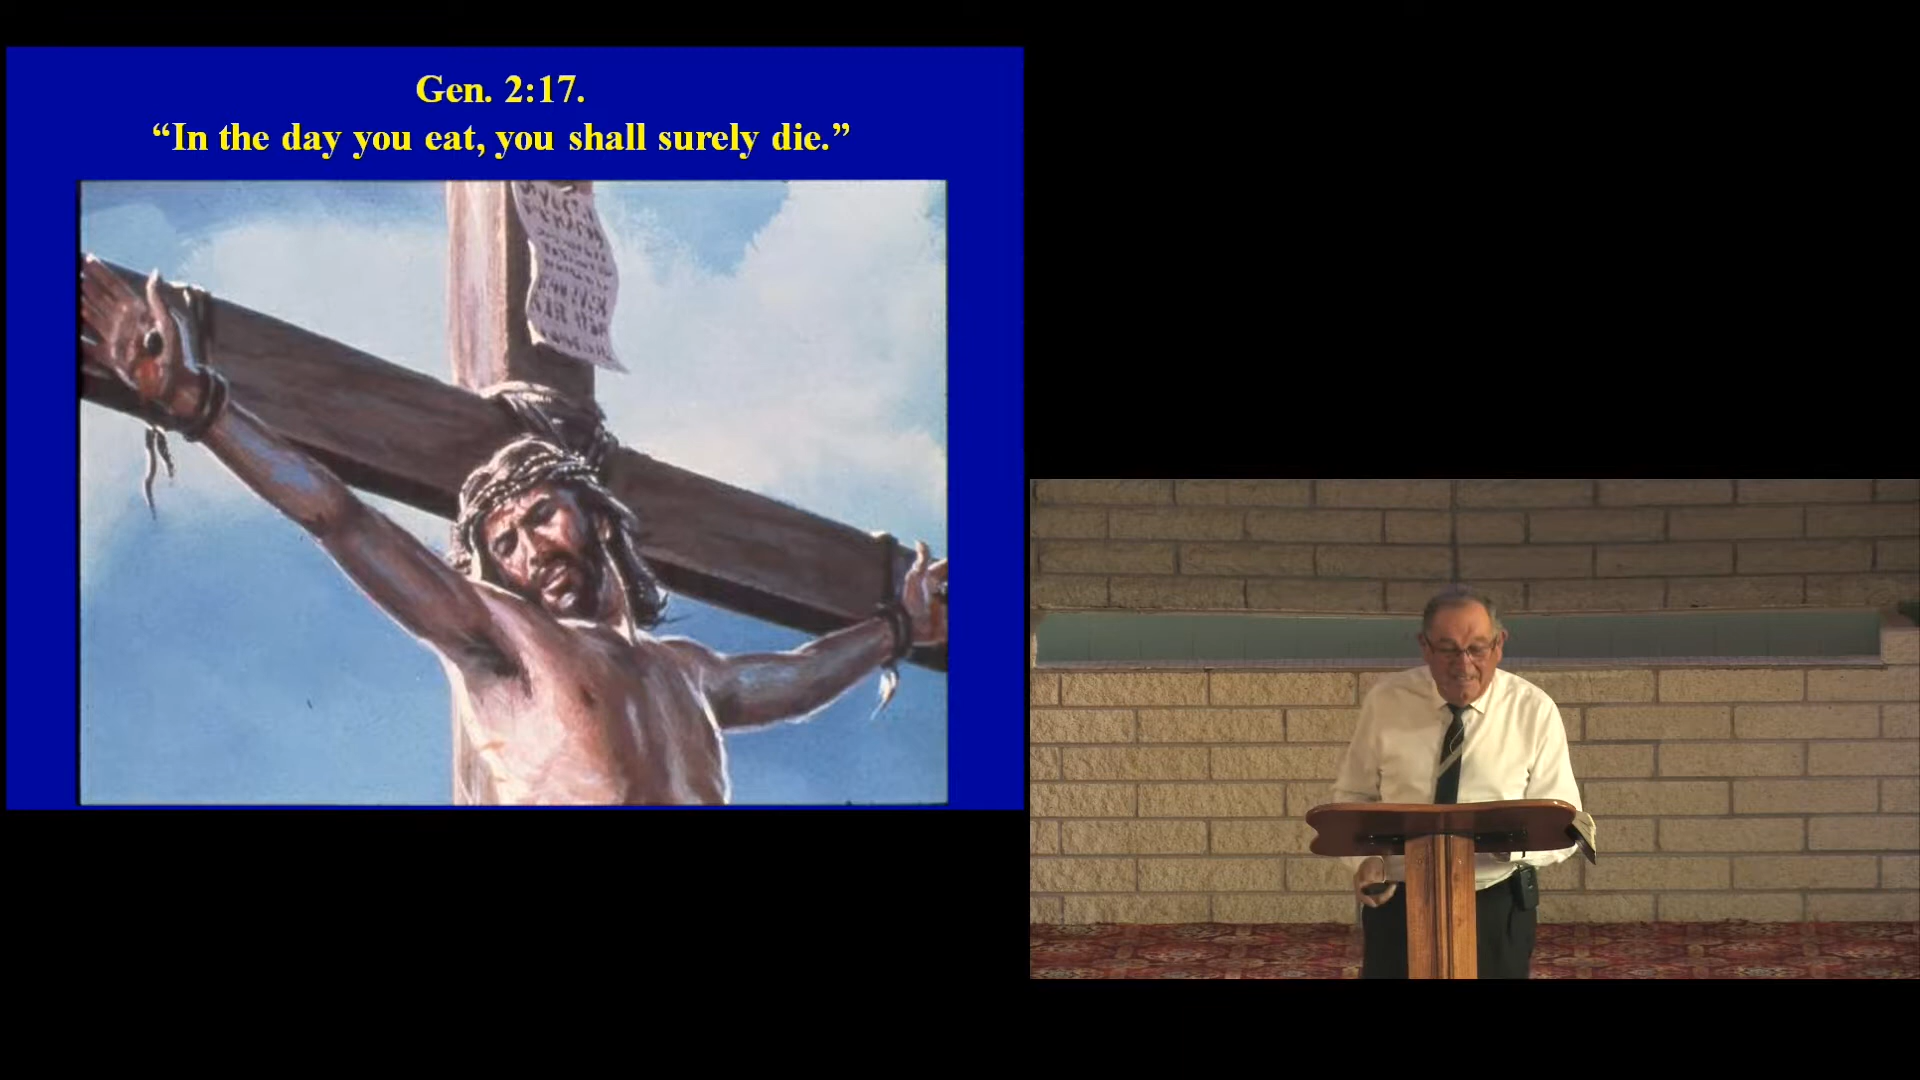 Gen. 2:17.
“In the day you eat, you shall surely die.”